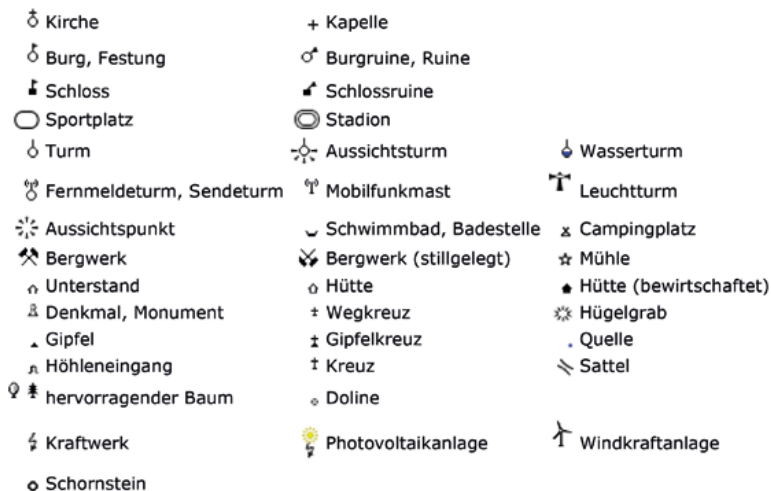 Kirche Kapelle
Burg, Festung Burgruine, Ruine
Schloss Schlossruine
Sportplatz Stadion
Turm Aussichtsturm Wasserturm
Fernmeldeturm, Sendeturm Mobilfunkmast Leuchtturm
Aussichtspunkt Schwimmbad, Badestelle Campingplatz
Bergwerk Bergwerk (stillgelegt) Mühle
Unterstand Hütte Hütte (bewirtschaftet)
Denkmal, Monument Wegkreuz Hügelgrab
Gipfel Gipfelkreuz Quelle
Höhleneingang Kreuz Sattel
hervorragender Baum Doline
Kraftwerk Photovoltaikanlage Windkraftanlage
Schornstein